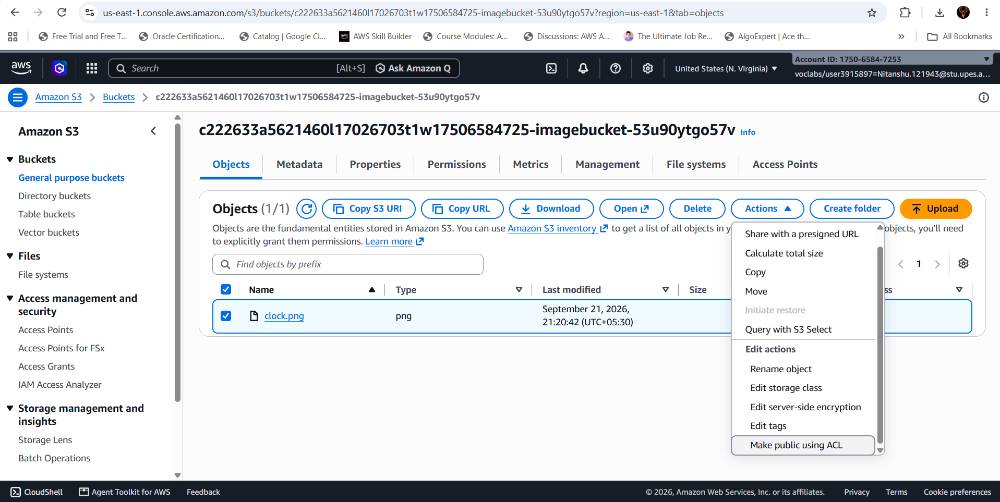 us-east-1.console.aws.amazon.com/s3/buckets/c222633a5621460l17026703t1w17506584725-imagebucket-53u90ytgo57v?region=us-east-1&tab=objects
Free Trial and Free T...
Oracle Certification...
Catalog | Google Cl...
aws
AWS Skill Builder
Course Modules: A...
Discussions: AWS A...
The Ultimate Job Re...
AlgoExpert | Ace th...
All Bookmarks
aws
Search
[Alt+S]
Ask Amazon Q
United States (N. Virginia)
Account ID: 1750-6584-7253
voclabs/user3915897=Nitanshu.121943@stu.upes.a...
Amazon S3
Buckets
c222633a5621460l17026703t1w17506584725-imagebucket-53u90ytgo57v
Amazon S3
Buckets
General purpose buckets
Directory buckets
Table buckets
Vector buckets
Files
File systems
Access management and
security
Access Points
Access Points for FSx
Access Grants
IAM Access Analyzer
Storage management and
insights
Storage Lens
Batch Operations
c222633a5621460l17026703t1w17506584725-imagebucket-53u90ytgo57v
Info
Objects
Metadata
Properties
Permissions
Metrics
Management
File systems
Access Points
Objects (1/1)
Copy S3 URI
Copy URL
Download
Open
Delete
Actions
Create folder
Upload
Objects are the fundamental entities stored in Amazon S3. You can use Amazon S3 inventory to get a list of all objects in y objects, you'll need
to explicitly grant them permissions. Learn more
Find objects by prefix
1
Name
Type
Last modified
Size
ss
clock.png
png
September 21, 2026,
21:20:42 (UTC+05:30)
Share with a presigned URL
Calculate total size
Copy
Move
Initiate restore
Query with S3 Select
Edit actions
Rename object
Edit storage class
Edit server-side encryption
Edit tags
Make public using ACL
CloudShell
Agent Toolkit for AWS
Feedback
© 2026, Amazon Web Services, Inc. or its affiliates.
Privacy
Terms
Cookie preferences